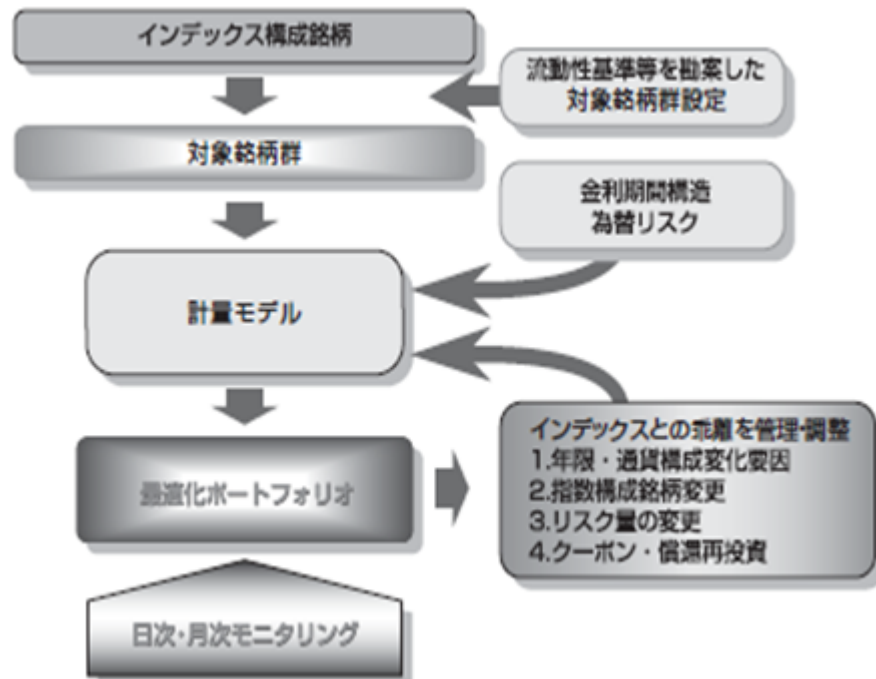 インデックス構成銘柄
流動性基準等を勘案した
対象銘柄群設定
対象銘柄群
金利期間構造
為替リスク
計量モデル
インデックスとの乖離を管理・調整
1.年限・通貨構成変化要因
2.指数構成銘柄変更
3.リスク量の変更
4.クーポン・償還再投資
最適化ポートフォリオ
日次・月次モニタリング